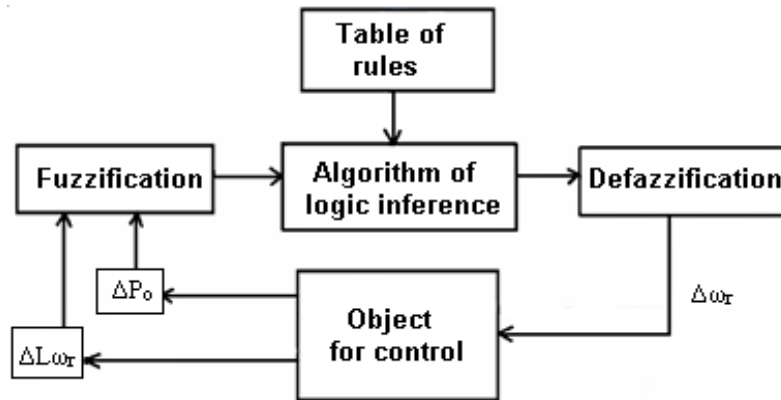 Table of
rules
Fuzzification
Algorithm of
logic inference
Defazzification
ΔPₒ
Δωᵣ
Object
for control
ΔLωᵣ